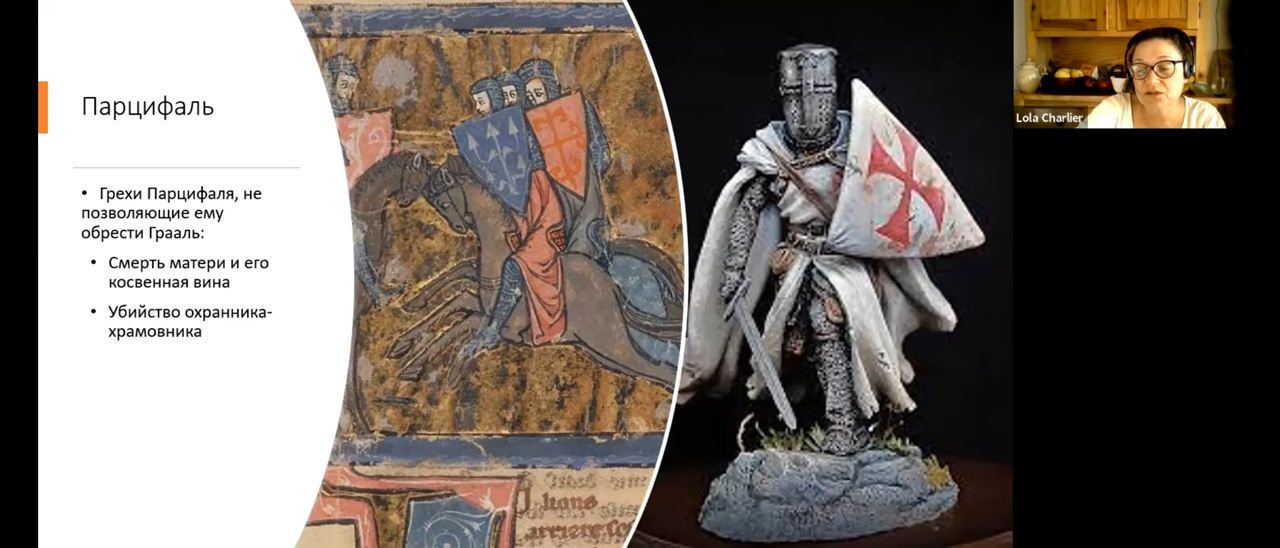 Парцифаль
• Грехи Парцифаля, не
позволяющие ему
обрести Грааль:
• Смерть матери и его
косвенная вина
• Убийство охранника-
храмовника
Lola Charlier